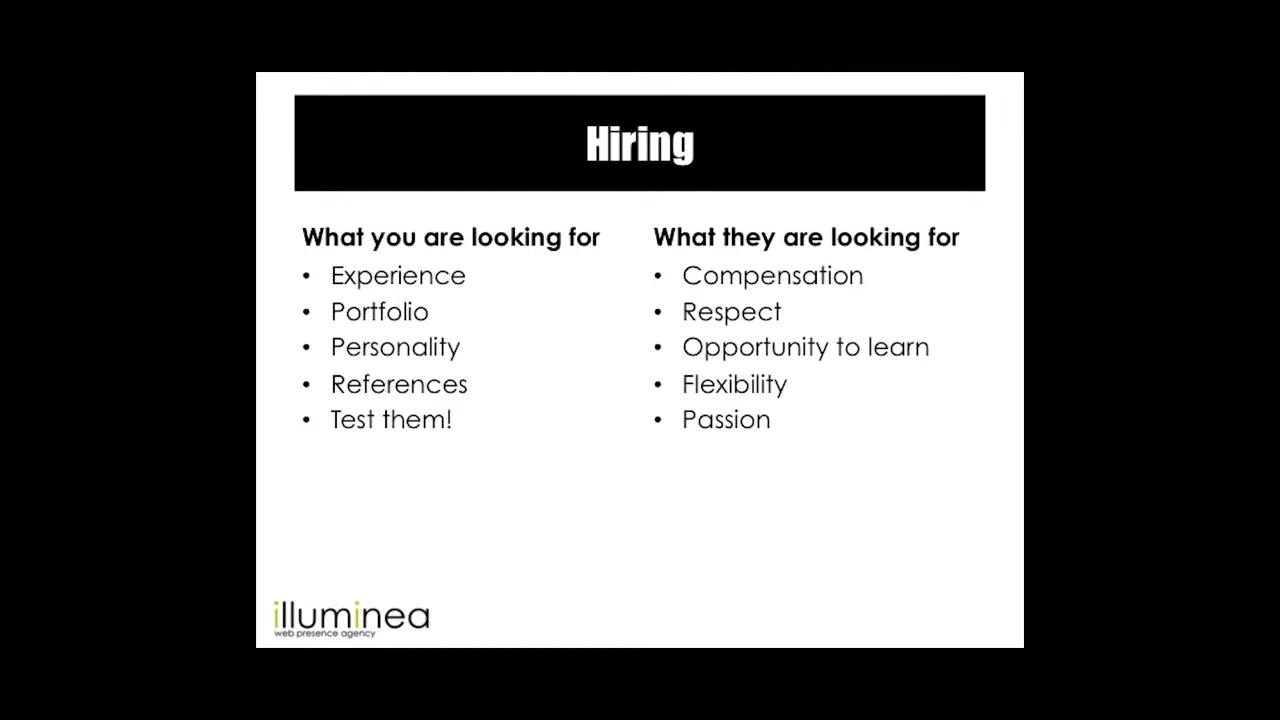 Hiring
What you are looking for
• Experience
• Portfolio
• Personality
• References
• Test them!
What they are looking for
• Compensation
• Respect
• Opportunity to learn
• Flexibility
• Passion
illuminea
web presence agency